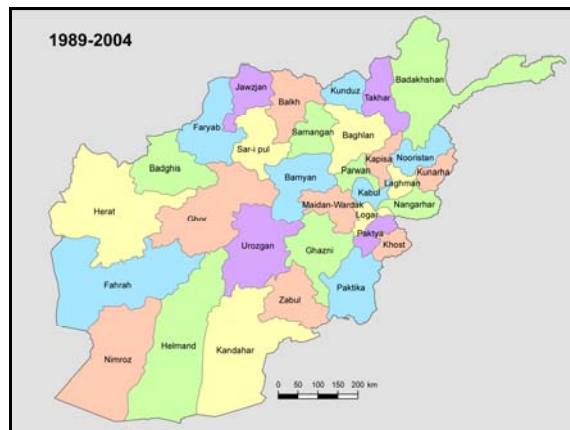 1989-2004
Badakhshan
Jawzjan
Kunduz
Takhar
Balkh
Faryab
Samangan
Baghlan
Sar-i pul
Kapisa
Nooristan
Badghis
Parwan
Kunarha
Bamyan
Laghman
Kabul
Nangarhar
Herat
Maidan-Wardak
Ghor
Logar
Paktya
Urozgan
Ghazni
Khost
Fahrah
Paktika
Zabul
Helmand
Kandahar
Nimroz
0 50 100 150 200 km